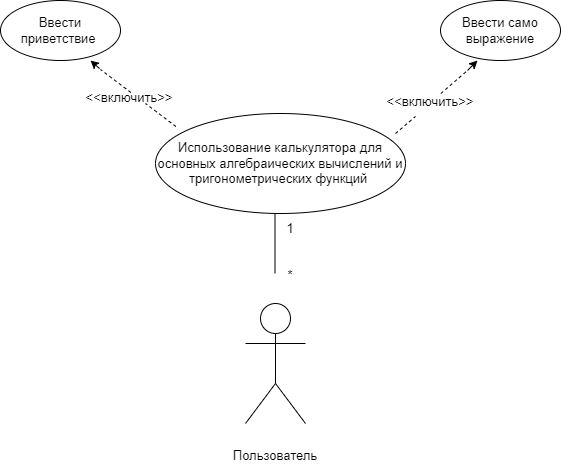 Ввести
приветствие
Ввести само
выражение
<<включить>>
<<включить>>
Использование калькулятора для
основных алгебраических вычислений и
тригонометрических функций
1
*
Пользователь